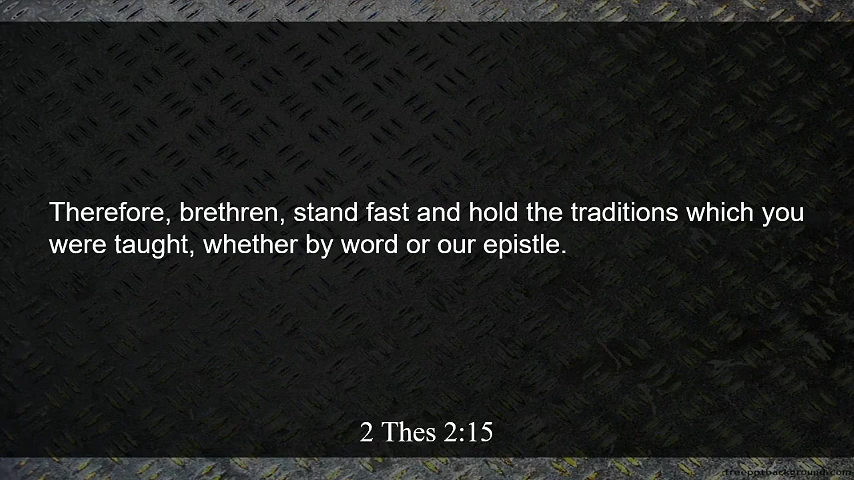 Therefore, brethren, stand fast and hold the traditions which you
were taught, whether by word or our epistle.
2 Thes 2:15
freepptbackground.com